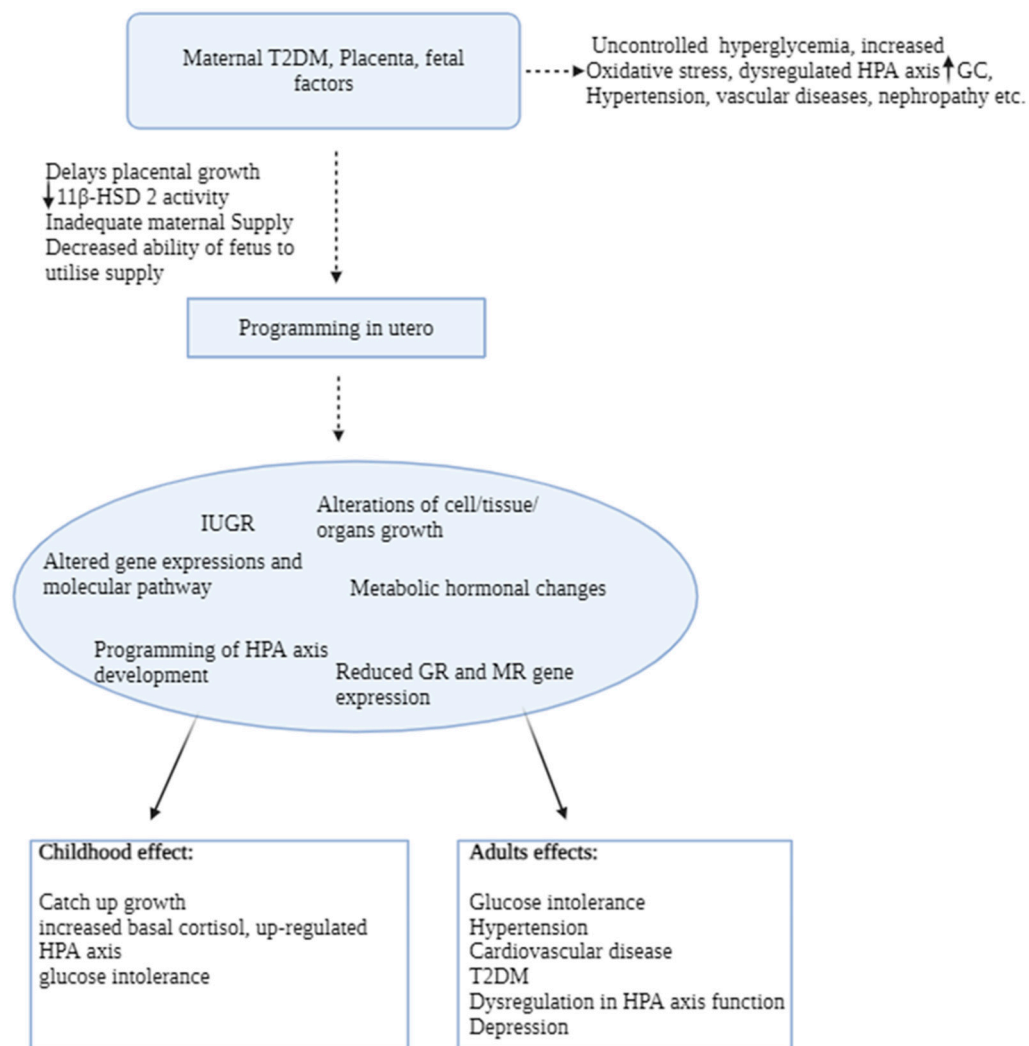 Maternal T2DM, Placenta, fetal
factors
Uncontrolled hyperglycemia, increased
Oxidative stress, dysregulated HPA axis↑GC,
Hypertension, vascular diseases, nephropathy etc.
Delays placental growth
↓11β-HSD 2 activity
Inadequate maternal Supply
Decreased ability of fetus to
utilise supply
Programming in utero
IUGR
Alterations of cell/tissue/
organs growth
Altered gene expressions and
molecular pathway
Metabolic hormonal changes
Programming of HPA axis
development
Reduced GR and MR gene
expression
Childhood effect:
Catch up growth
increased basal cortisol, up-regulated
HPA axis
glucose intolerance
Adults effects:
Glucose intolerance
Hypertension
Cardiovascular disease
T2DM
Dysregulation in HPA axis function
Depression